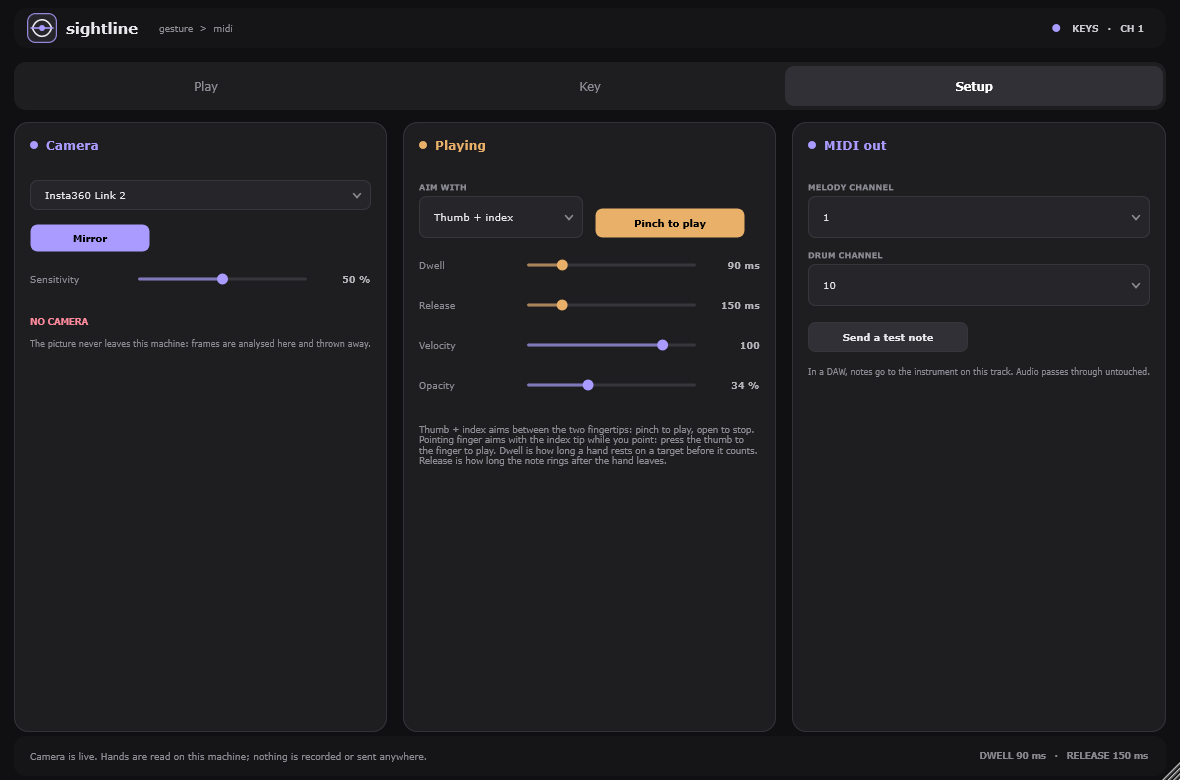 sightline
gesture > midi
KEYS · CH 1
Play
Key
Setup
Camera
Insta360 Link 2
Mirror
Sensitivity
50 %
NO CAMERA
The picture never leaves this machine: frames are analysed here and thrown away.
Playing
AIM WITH
Thumb + index
Pinch to play
Dwell
90 ms
Release
150 ms
Velocity
100
Opacity
34 %
Thumb + index aims between the two fingertips: pinch to play, open to stop.
Pointing finger aims with the index tip while you point: press the thumb to
the finger to play. Dwell is how long a hand rests on a target before it counts.
Release is how long the note rings after the hand leaves.
MIDI out
MELODY CHANNEL
1
DRUM CHANNEL
10
Send a test note
In a DAW, notes go to the instrument on this track. Audio passes through untouched.
Camera is live. Hands are read on this machine; nothing is recorded or sent anywhere.
DWELL 90 ms · RELEASE 150 ms